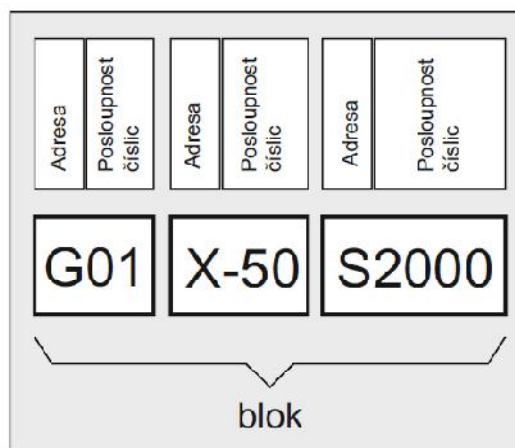 Adresa
Posloupnost
číslic
Adresa
Posloupnost
číslic
Adresa
Posloupnost
číslic
G01
X-50
S2000
blok